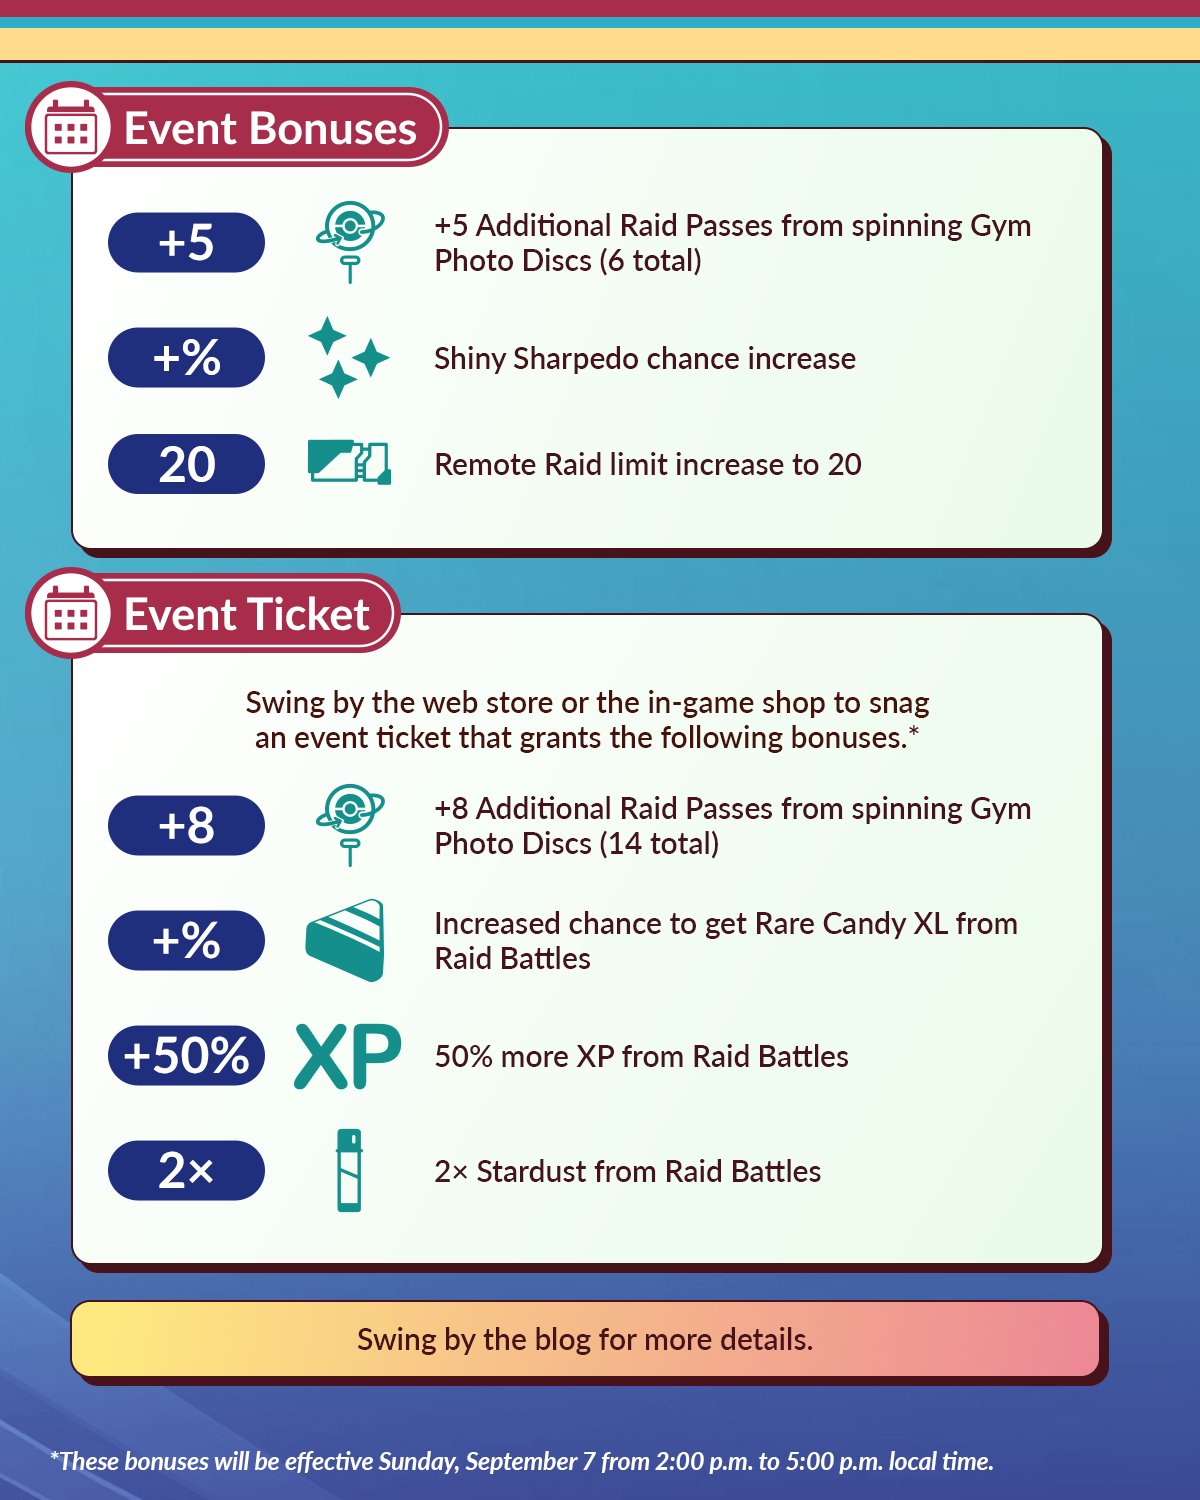 Event Bonuses
+5
+5 Additional Raid Passes from spinning Gym
Photo Discs (6 total)
+%
Shiny Sharpedo chance increase
20
Remote Raid limit increase to 20
Event Ticket
Swing by the web store or the in-game shop to snag
an event ticket that grants the following bonuses.*
+8
+8 Additional Raid Passes from spinning Gym
Photo Discs (14 total)
+%
Increased chance to get Rare Candy XL from
Raid Battles
+50%
XP
50% more XP from Raid Battles
2×
2× Stardust from Raid Battles
Swing by the blog for more details.
*These bonuses will be effective Sunday, September 7 from 2:00 p.m. to 5:00 p.m. local time.